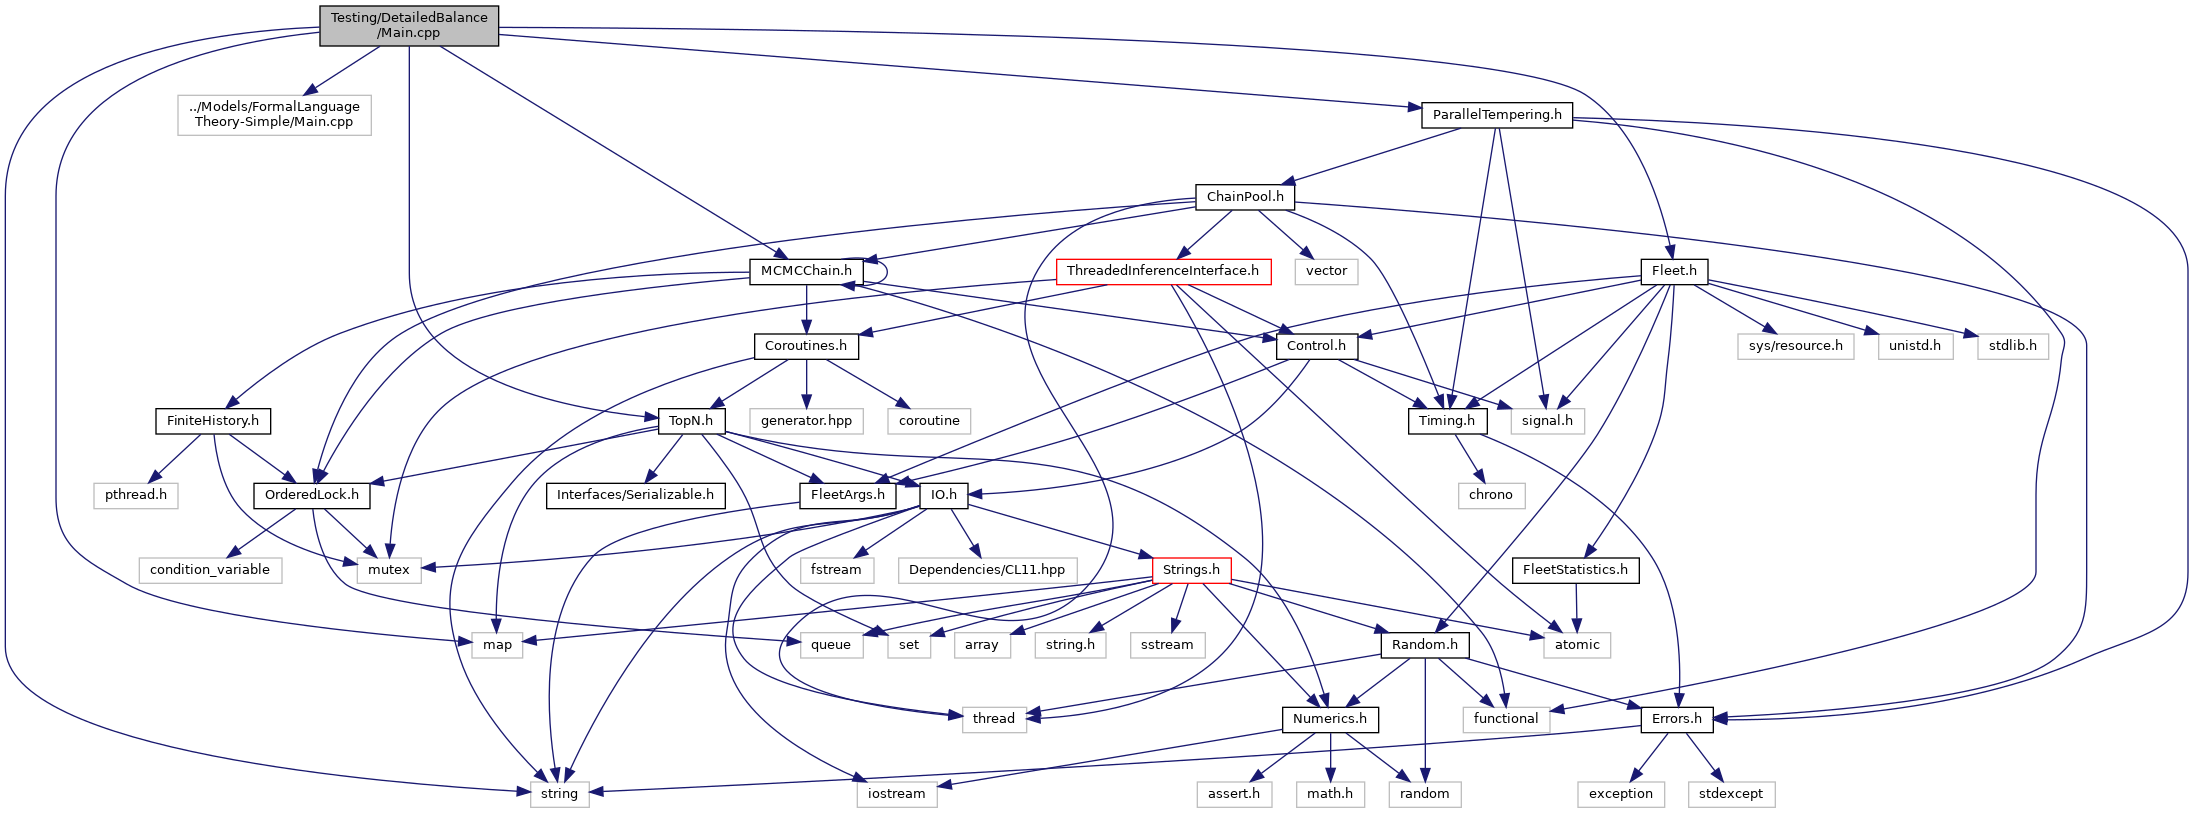 Testing/DetailedBalance
/Main.cpp
../Models/FormalLanguage
Theory-Simple/Main.cpp
ParallelTempering.h
ChainPool.h
MCMCChain.h
ThreadedInferenceInterface.h
vector
Fleet.h
Coroutines.h
Control.h
sys/resource.h
unistd.h
stdlib.h
FiniteHistory.h
TopN.h
generator.hpp
coroutine
Timing.h
signal.h
pthread.h
OrderedLock.h
Interfaces/Serializable.h
FleetArgs.h
IO.h
chrono
condition_variable
mutex
fstream
Dependencies/CL11.hpp
Strings.h
FleetStatistics.h
map
queue
set
array
string.h
sstream
Random.h
atomic
thread
Numerics.h
functional
Errors.h
string
iostream
assert.h
math.h
random
exception
stdexcept